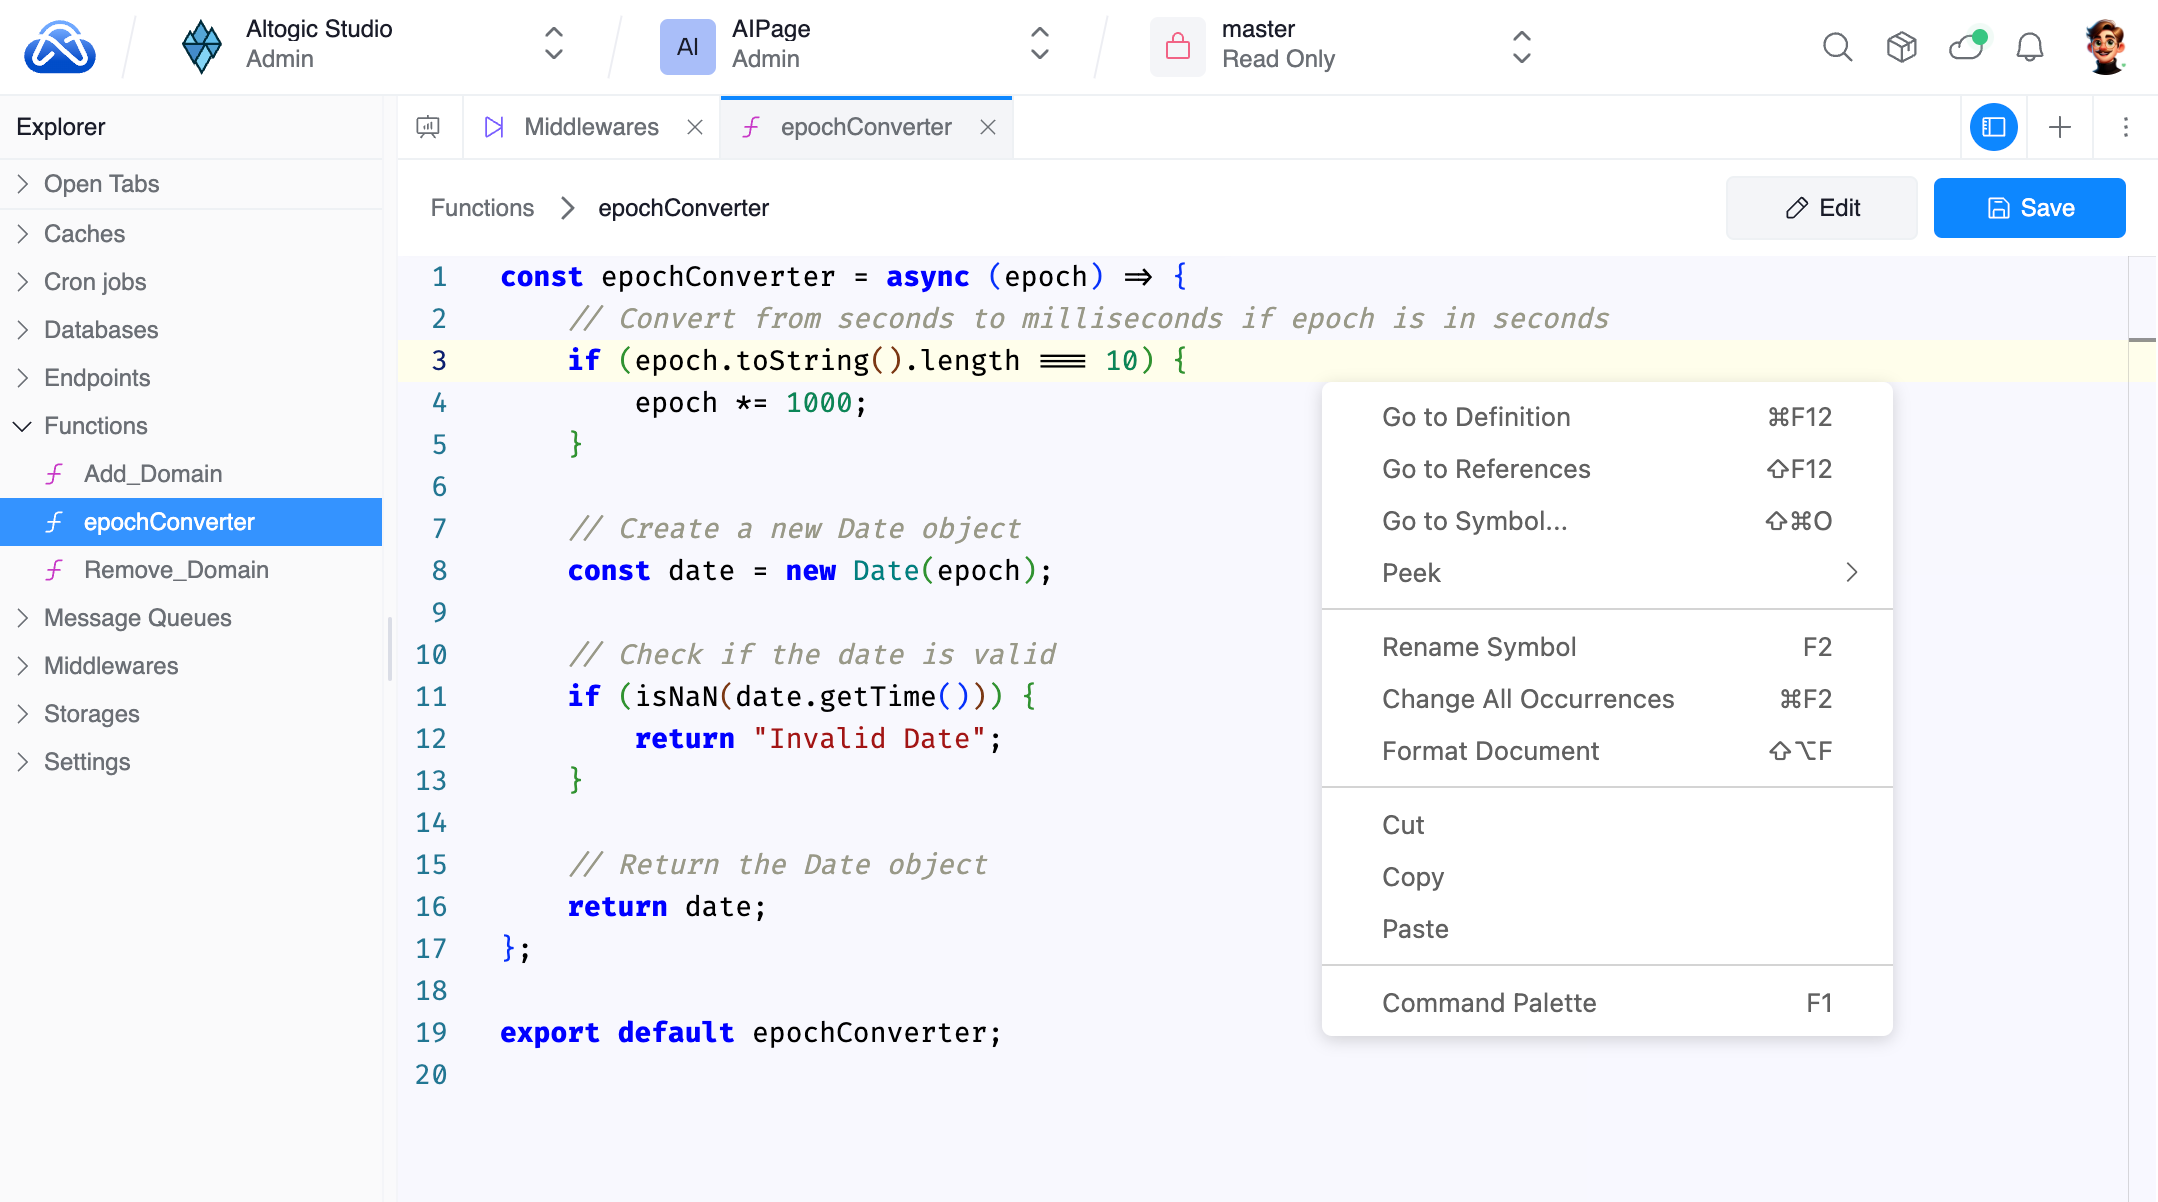 Altogic Studio
Admin
AI
AIPage
Admin
master
Read Only
Explorer
Open Tabs
Caches
Cron jobs
Databases
Endpoints
Functions
Add_Domain
epochConverter
Remove_Domain
Message Queues
Middlewares
Storages
Settings
Middlewares
epochConverter
Functions > epochConverter
Edit
Save
1 const epochConverter = async (epoch) => {
2 // Convert from seconds to milliseconds if epoch is in seconds
3 if (epoch.toString().length === 10) {
4 epoch *= 1000;
5 }
6
7 // Create a new Date object
8 const date = new Date(epoch);
9
10 // Check if the date is valid
11 if (isNaN(date.getTime())) {
12 return "Invalid Date";
13 }
14
15 // Return the Date object
16 return date;
17 };
18
19 export default epochConverter;
20
Go to Definition ⌘F12
Go to References ⇧F12
Go to Symbol... ⇧⌘O
Peek
Rename Symbol F2
Change All Occurrences ⌘F2
Format Document ⇧⌥F
Cut
Copy
Paste
Command Palette F1